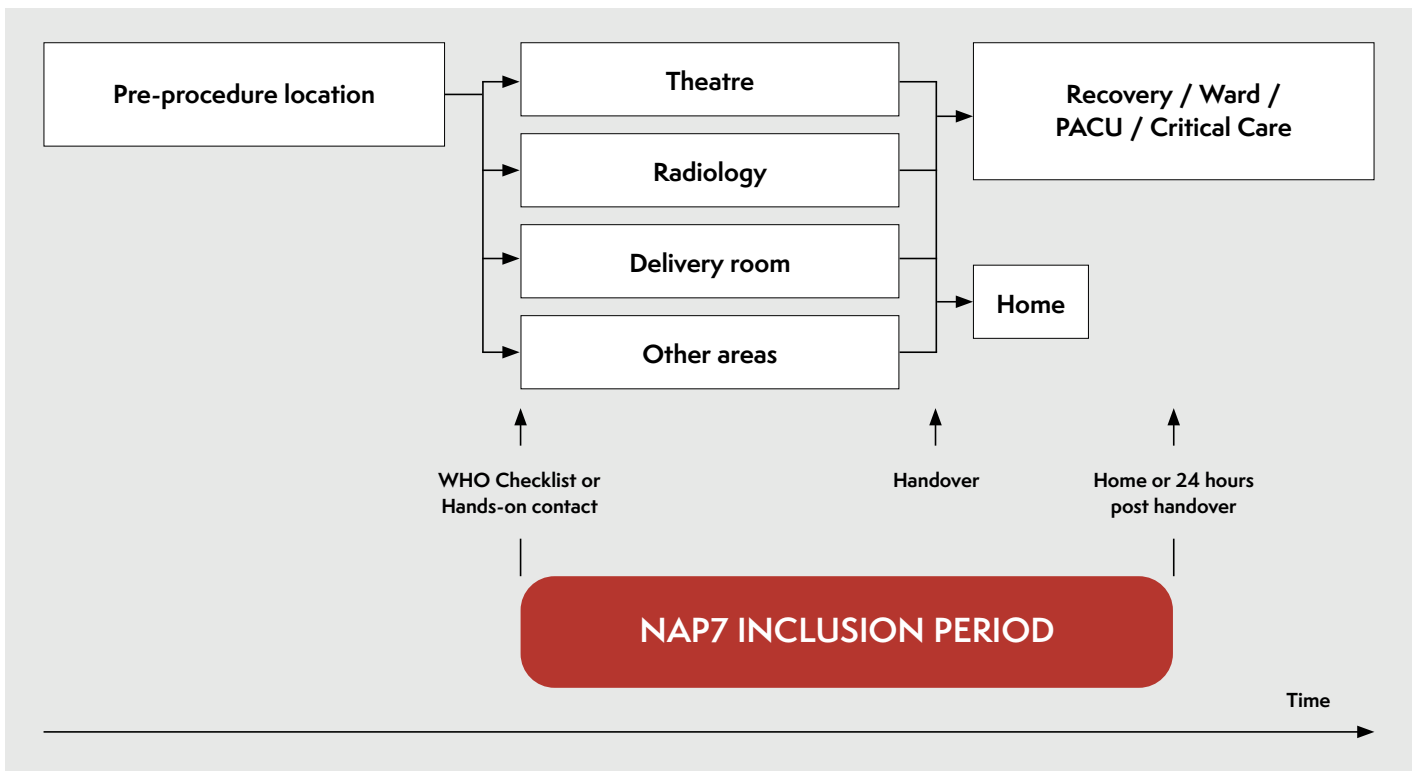 Pre-procedure location
Theatre
Radiology
Delivery room
Other areas
Recovery / Ward /
PACU / Critical Care
Home
WHO Checklist or
Hands-on contact
Handover
Home or 24 hours
post handover
NAP7 INCLUSION PERIOD
Time